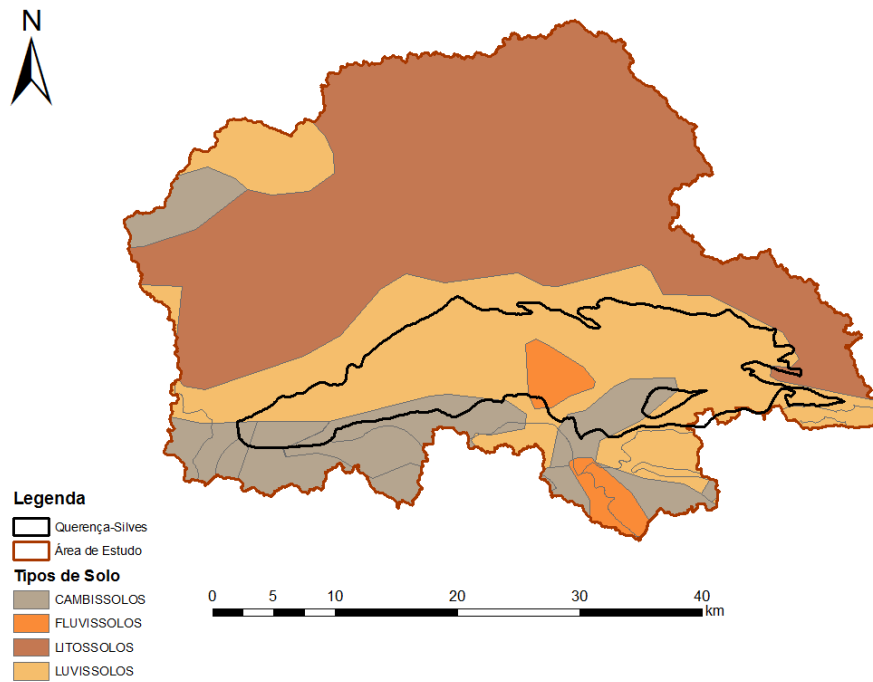 N
Legenda
Querença-Silves
Área de Estudo
Tipos de Solo
CAMBISSOLOS
FLUVISSOLOS
LITOSSOLOS
LUVISSOLOS
0 5 10 20 30 40
km